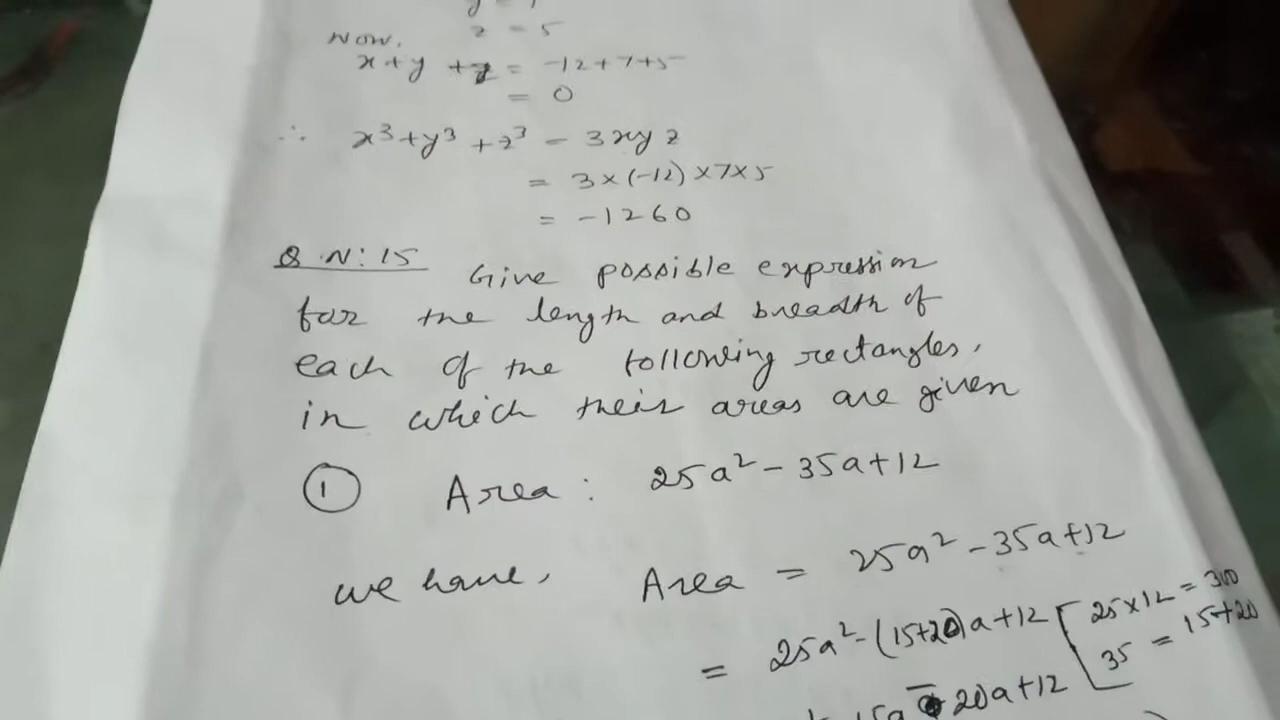 z = 5
Now,
x+y +z = -12+7+5
= 0
∴ x³+y³ +z³ - 3xyz
= 3×(-12)×7×5
= -1260
Q.N: 15 Give possible expression
for the length and breadth of
each of the following rectangles,
in which their areas are given
① Area : 25a² - 35a+12
we have, Area = 25a² - 35a+12
= 25a² - (15+20)a+12 [25×12 = 300
35 = 15+20
15a - 20a+12